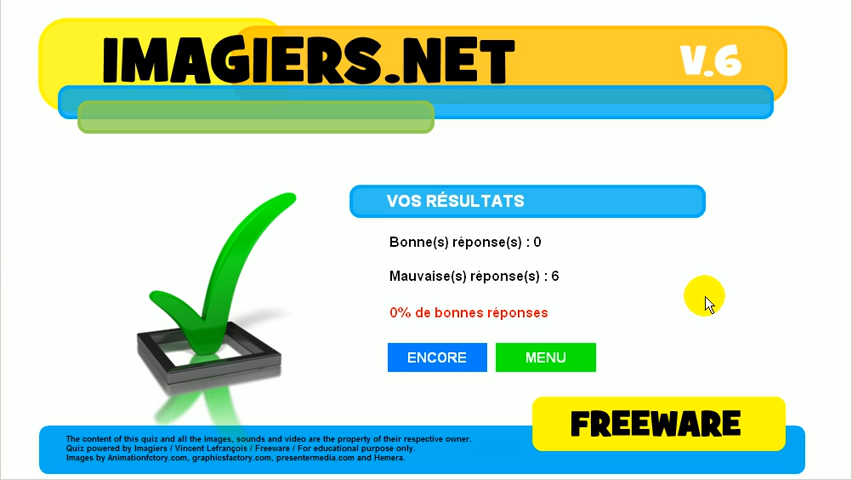 IMAGIERS.NET
V.6
VOS RÉSULTATS
Bonne(s) réponse(s) : 0
Mauvaise(s) réponse(s) : 6
0% de bonnes réponses
ENCORE
MENU
FREEWARE
The content of this quiz and all the images, sounds and video are the property of their respective owner.
Quiz powered by Imagiers / Vincent Lefrançois / Freeware / For educational purpose only.
Images by Animationfctory.com, graphicsfactory.com, presentermedia.com and Hemera.